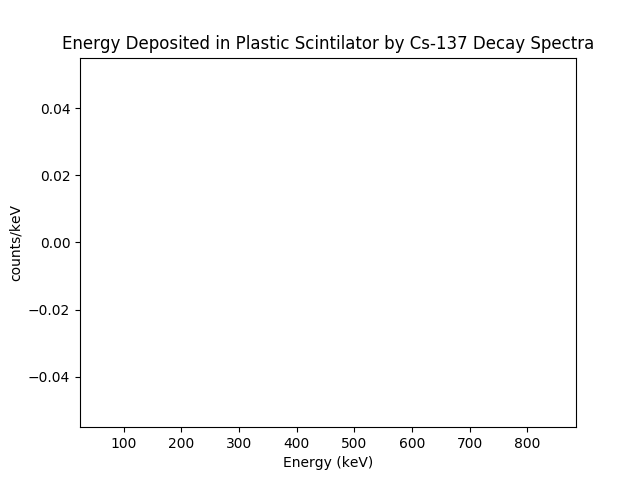 Energy Deposited in Plastic Scintilator by Cs-137 Decay Spectra
0.04
0.02
0.00
−0.02
−0.04
counts/keV
100 200 300 400 500 600 700 800
Energy (keV)